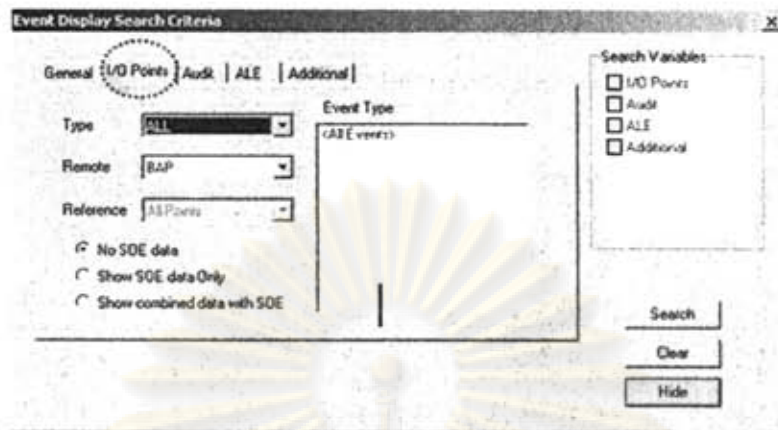 Event Display Search Criteria
General I/O Points Audit ALE Additional
Type ALL
Remote BAP
Reference All Points
No SOE data
Show SOE data Only
Show combined data with SOE
Event Type
<All Events>
Search Variables
I/O Points
Audit
ALE
Additional
Search
Clear
Hide